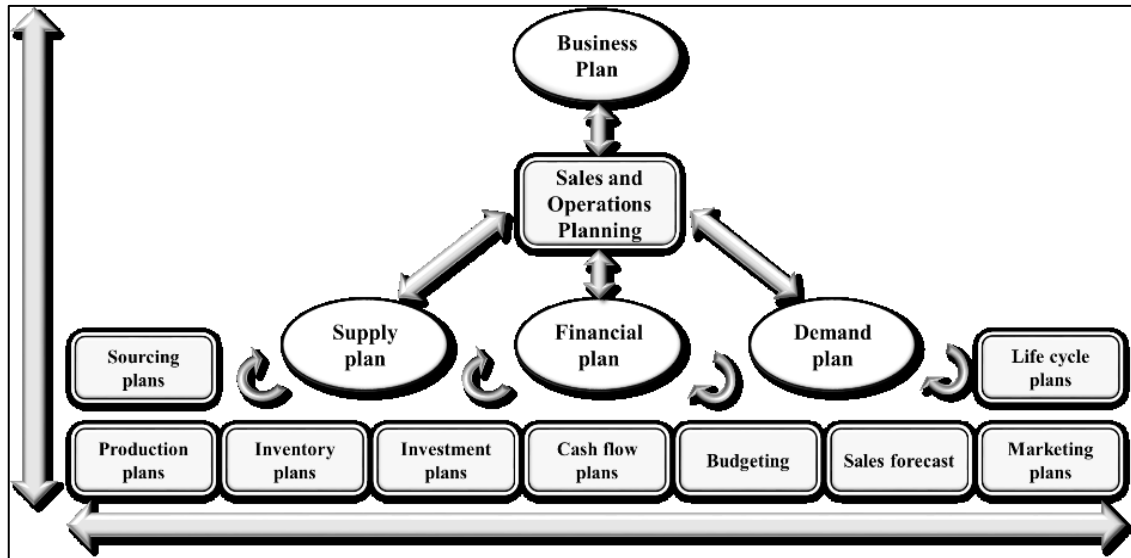 Business
Plan
Sales and
Operations
Planning
Supply
plan
Financial
plan
Demand
plan
Sourcing
plans
Life cycle
plans
Production
plans
Inventory
plans
Investment
plans
Cash flow
plans
Budgeting
Sales forecast
Marketing
plans